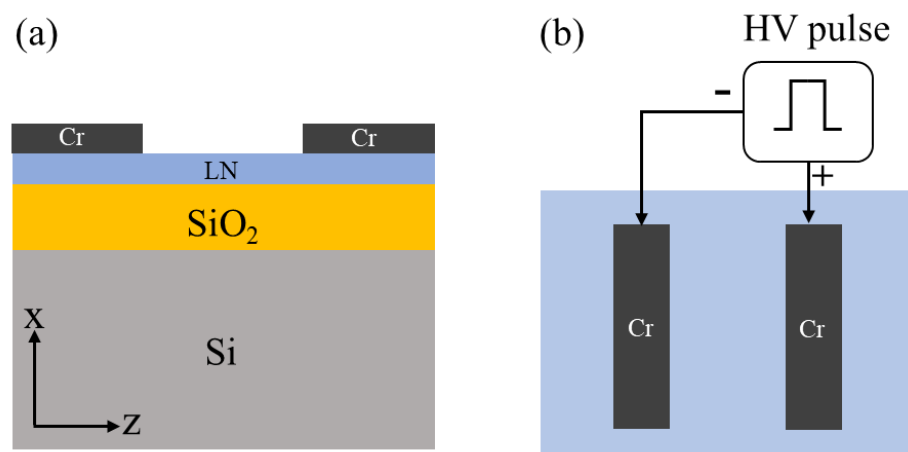 (a)
Cr
Cr
LN
SiO₂
Si
X
Z
(b)
HV pulse
-
+
Cr
Cr